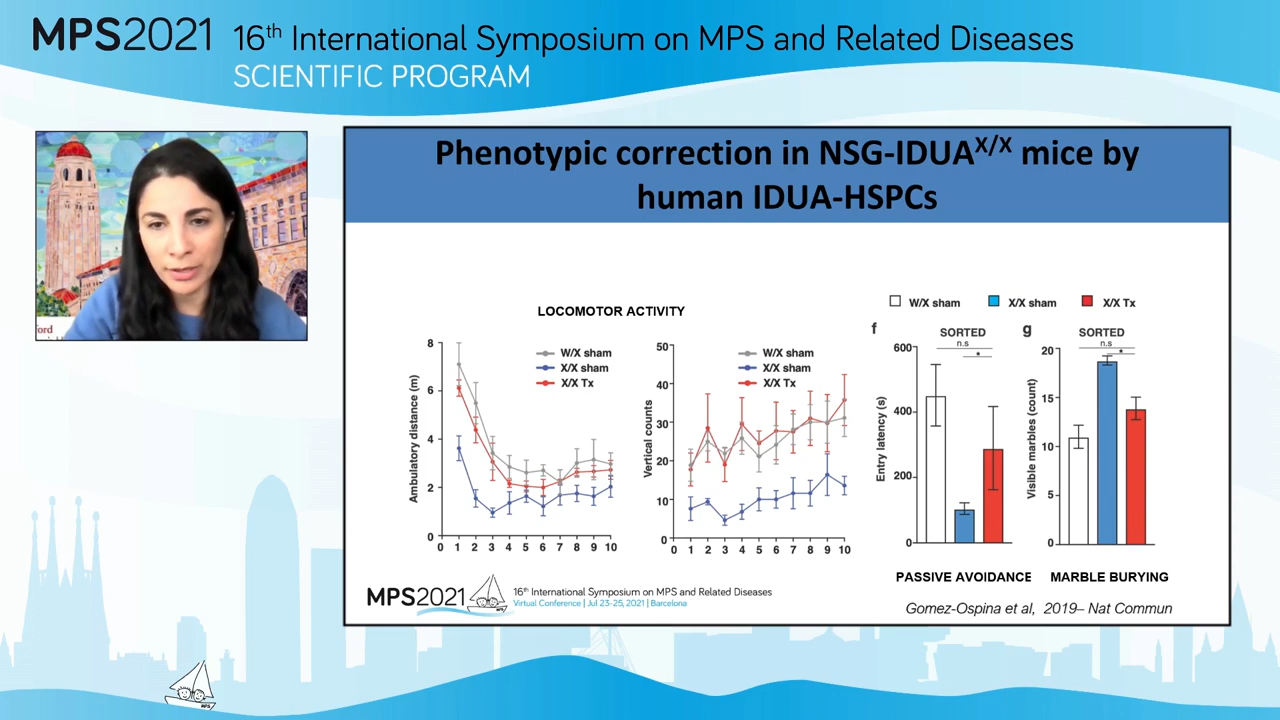 MPS2021 16th International Symposium on MPS and Related Diseases
SCIENTIFIC PROGRAM
ford
Phenotypic correction in NSG-IDUAX/X mice by
human IDUA-HSPCs
LOCOMOTOR ACTIVITY
Ambulatory distance (m)
8
6
4
2
0
0 1 2 3 4 5 6 7 8 9 10
W/X sham
X/X sham
X/X Tx
Vertical counts
50
40
30
20
10
0
0 1 2 3 4 5 6 7 8 9 10
W/X sham
X/X sham
X/X Tx
W/X sham X/X sham X/X Tx
f SORTED
n.s
*
Entry latency (s)
600
400
200
0
PASSIVE AVOIDANCE
g SORTED
n.s
*
Visible marbles (count)
20
15
10
5
0
MARBLE BURYING
Gomez-Ospina et al, 2019– Nat Commun
MPS2021 16th International Symposium on MPS and Related Diseases
Virtual Conference | Jul 23-25, 2021 | Barcelona
MPS